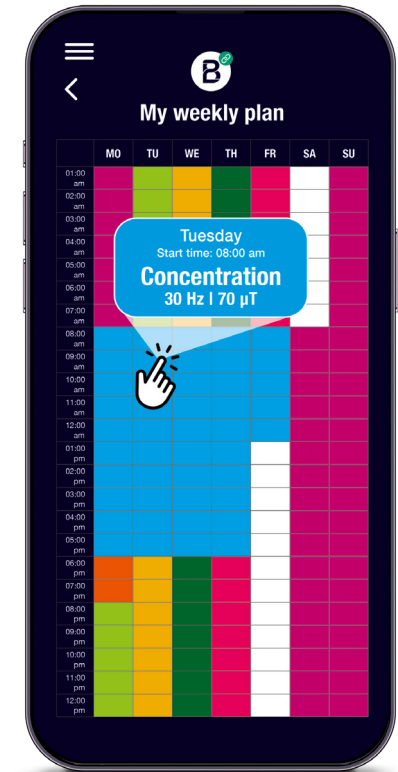 B
My weekly plan
MO TU WE TH FR SA SU
01:00
am
02:00
am
03:00
am
04:00
am
05:00
am
06:00
am
07:00
am
08:00
am
09:00
am
10:00
am
11:00
am
12:00
am
01:00
pm
02:00
pm
03:00
pm
04:00
pm
05:00
pm
06:00
pm
07:00
pm
08:00
pm
09:00
pm
10:00
pm
11:00
pm
12:00
pm
Tuesday
Start time: 08:00 am
Concentration
30 Hz I 70 µT